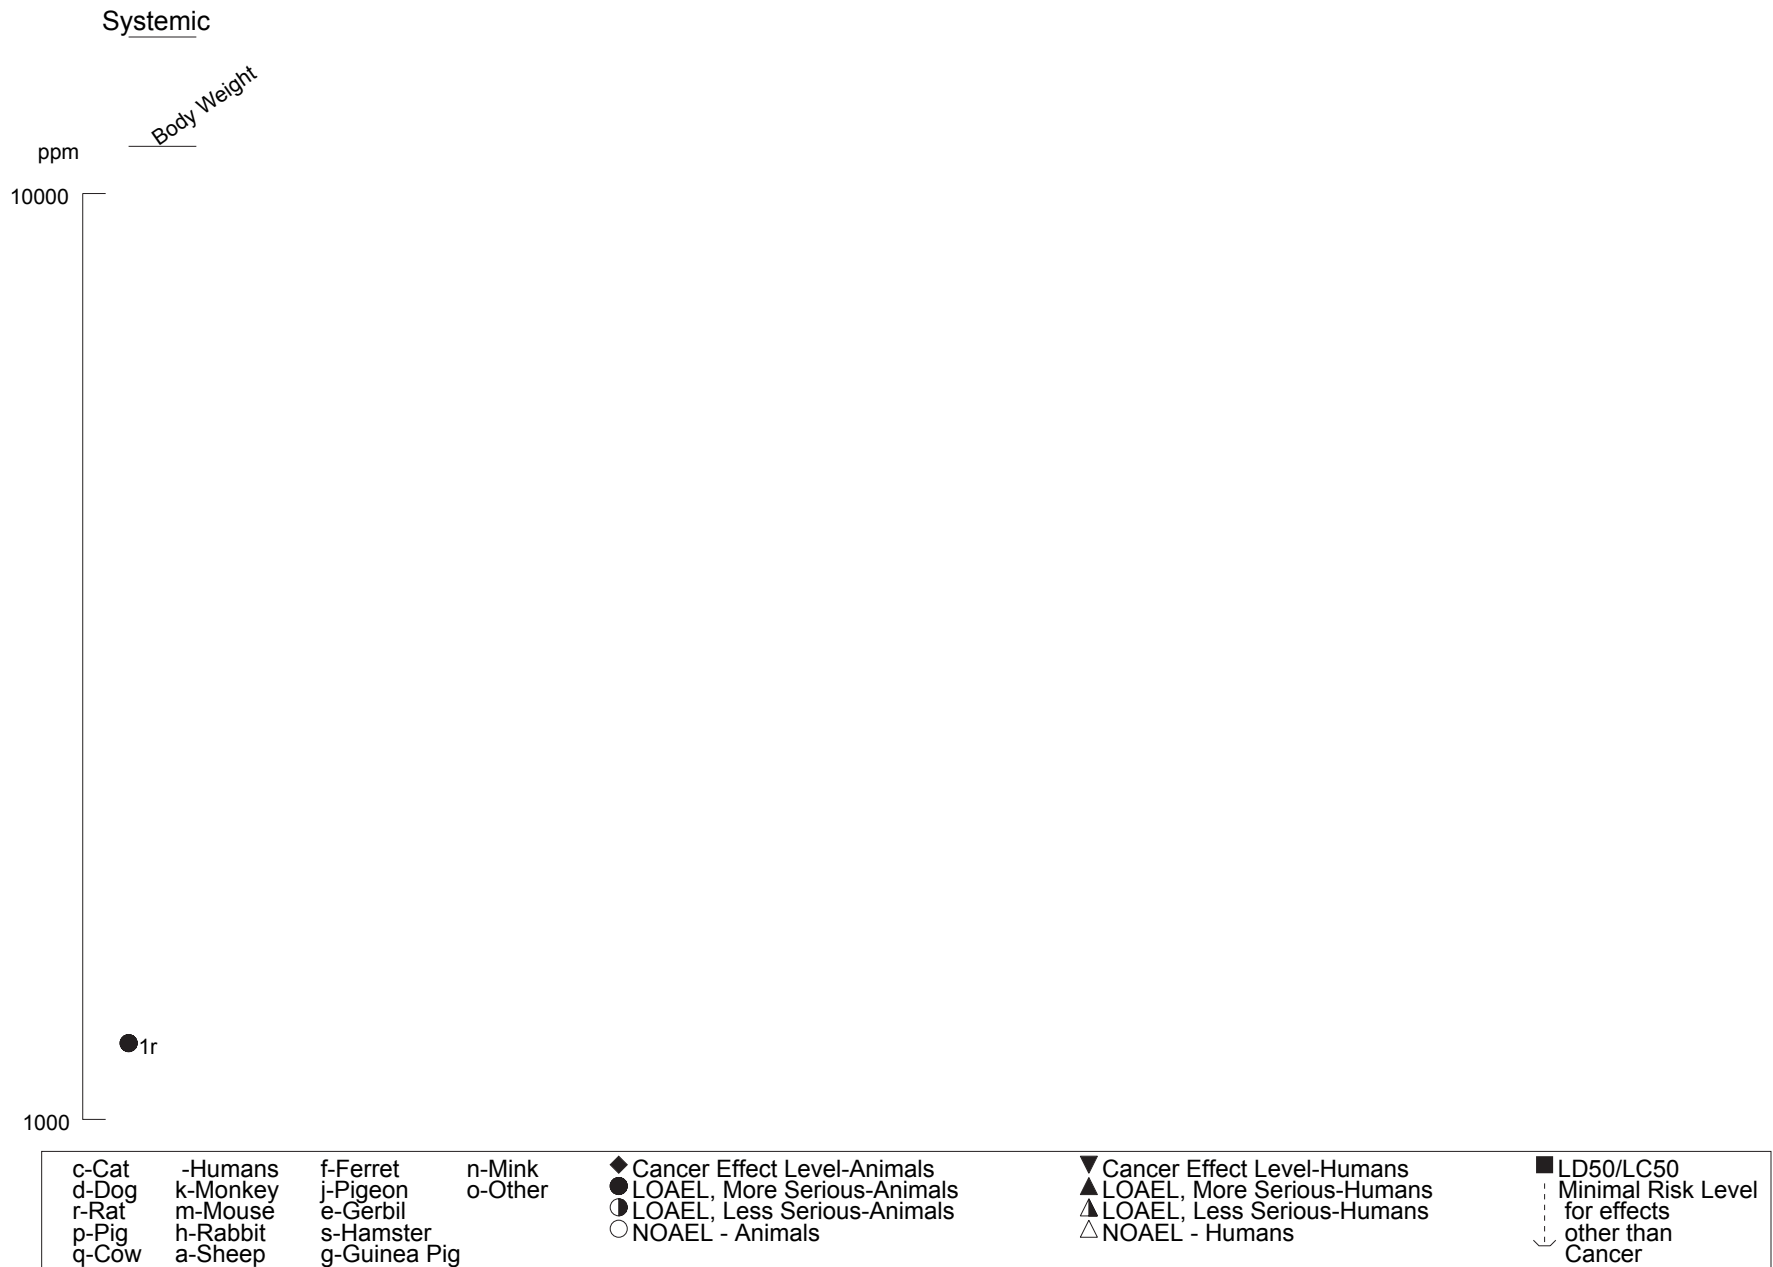 Systemic
Body Weight
ppm
10000
1r
1000
c-Cat -Humans f-Ferret n-Mink Cancer Effect Level-Animals Cancer Effect Level-Humans LD50/LC50
d-Dog k-Monkey j-Pigeon o-Other LOAEL, More Serious-Animals LOAEL, More Serious-Humans Minimal Risk Level
r-Rat m-Mouse e-Gerbil LOAEL, Less Serious-Animals LOAEL, Less Serious-Humans for effects
p-Pig h-Rabbit s-Hamster NOAEL - Animals NOAEL - Humans other than
q-Cow a-Sheep g-Guinea Pig Cancer